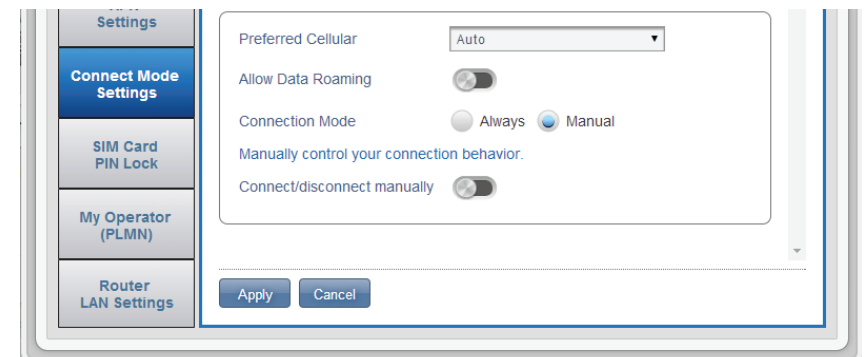 Settings
Connect Mode
Settings
SIM Card
PIN Lock
My Operator
(PLMN)
Router
LAN Settings
Preferred Cellular
Auto
Allow Data Roaming
Connection Mode
Always
Manual
Manually control your connection behavior.
Connect/disconnect manually
Apply
Cancel